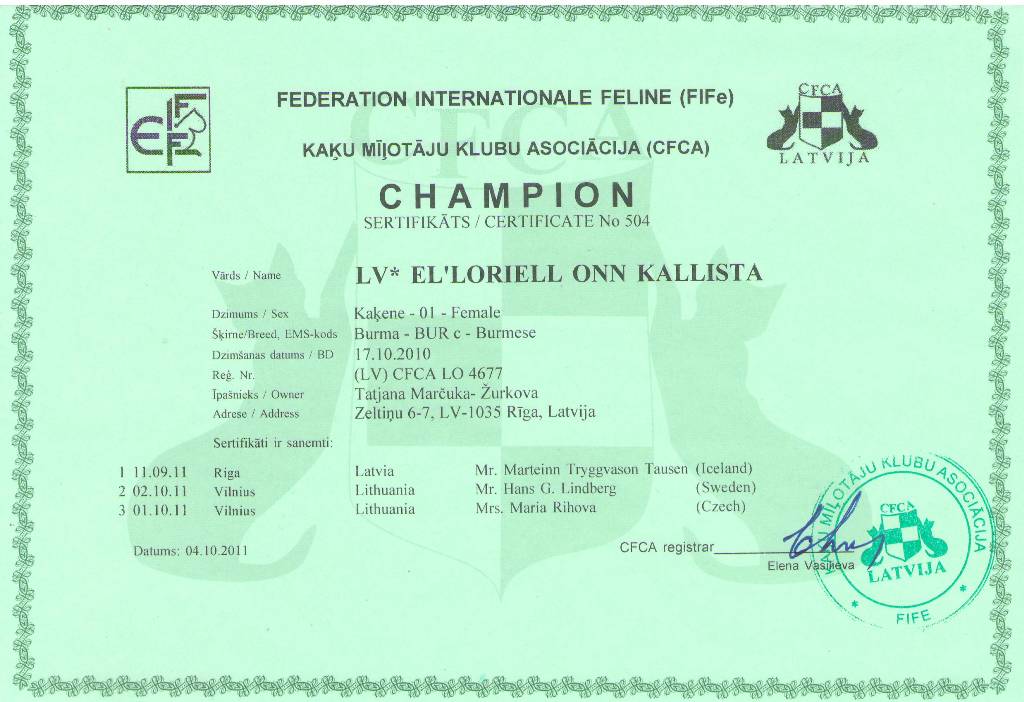 FIFe
CFCA
LATVIJA
FEDERATION INTERNATIONALE FELINE (FIFe)
KAĶU MĪĻOTĀJU KLUBU ASOCIĀCIJA (CFCA)
CHAMPION
SERTIFIKĀTS / CERTIFICATE No 504
Vārds / Name LV* EL'LORIELL ONN KALLISTA
Dzimums / Sex Kaķene - 01 - Female
Šķirne/Breed, EMS-kods Burma - BUR c - Burmese
Dzimšanas datums / BD 17.10.2010
Reģ. Nr. (LV) CFCA LO 4677
Īpašnieks / Owner Tatjana Marčuka- Žurkova
Adrese / Address Zeltiņu 6-7, LV-1035 Rīga, Latvija
Sertifikāti ir sanemti:
1 11.09.11 Riga Latvia Mr. Marteinn Tryggvason Tausen (Iceland)
2 02.10.11 Vilnius Lithuania Mr. Hans G. Lindberg (Sweden)
3 01.10.11 Vilnius Lithuania Mrs. Maria Rihova (Czech)
Datums: 04.10.2011
CFCA registrar
Elena Vasiļieva
KAĶU MĪĻOTĀJU KLUBU ASOCIĀCIJA
CFCA
LATVIJA
* FIFE *
CFCA